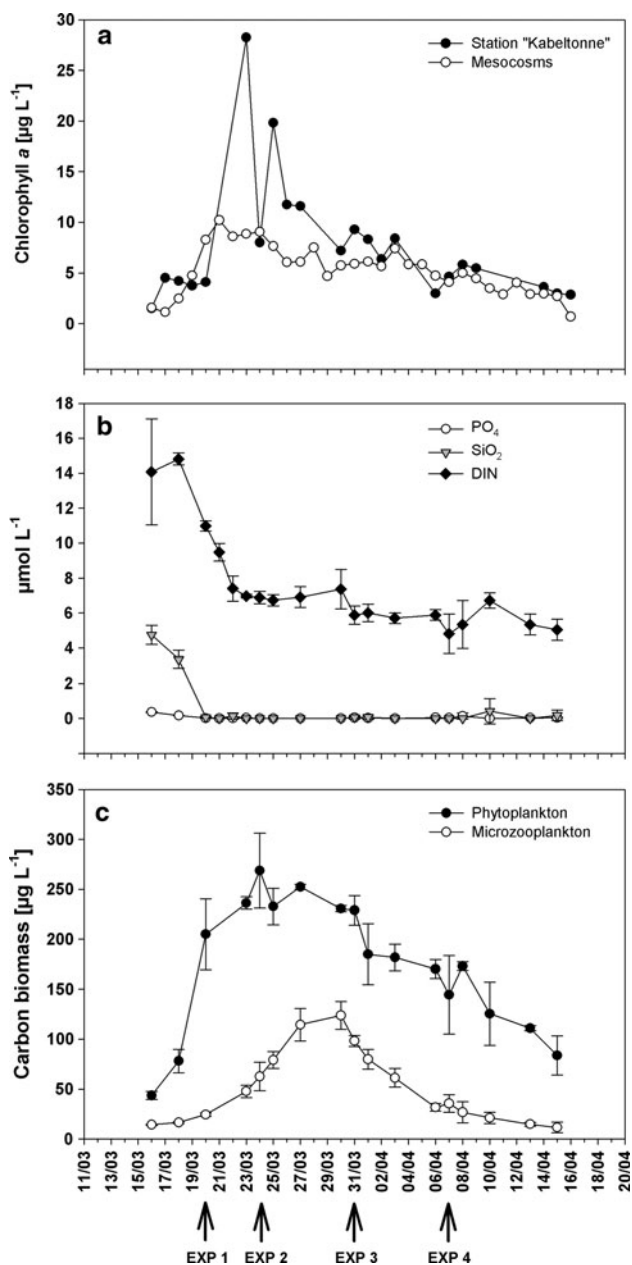 a
Chlorophyll a [µg L-1]
30
25
20
15
10
5
0
Station "Kabeltonne"
Mesocosms
b
µmol L-1
18
16
14
12
10
8
6
4
2
0
PO4
SiO2
DIN
c
Carbon biomass [µg L-1]
350
300
250
200
150
100
50
0
Phytoplankton
Microzooplankton
11/03
13/03
15/03
17/03
19/03
21/03
23/03
25/03
27/03
29/03
31/03
02/04
04/04
06/04
08/04
10/04
12/04
14/04
16/04
20/04
EXP 1
EXP 2
EXP 3
EXP 4